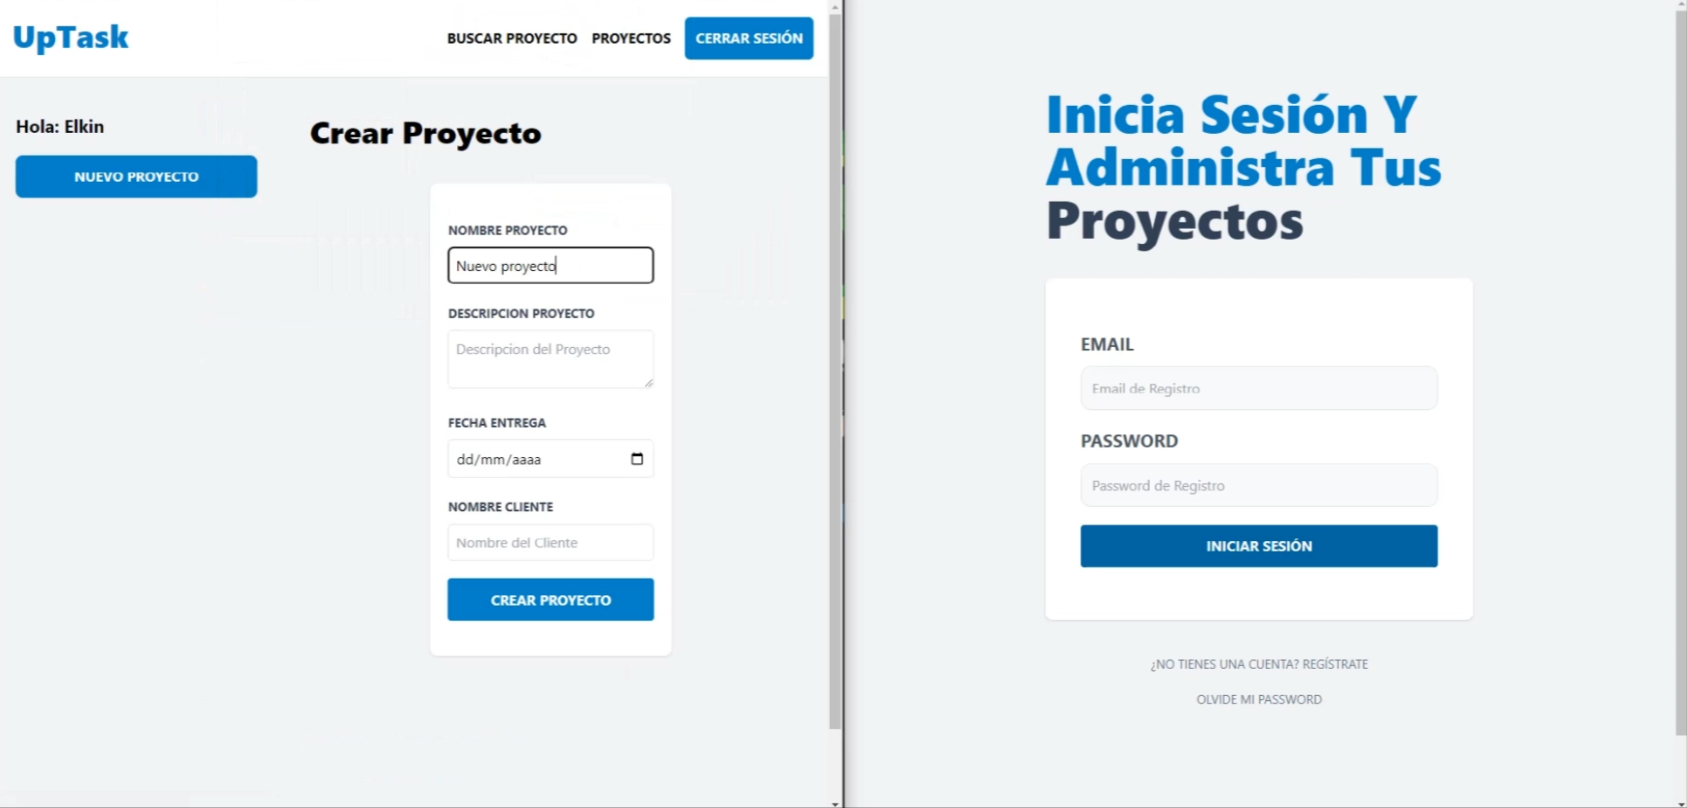 UpTask
BUSCAR PROYECTO PROYECTOS CERRAR SESIÓN
Hola: Elkin
NUEVO PROYECTO
Crear Proyecto
NOMBRE PROYECTO
Nuevo proyecto
DESCRIPCION PROYECTO
Descripcion del Proyecto
FECHA ENTREGA
dd/mm/aaaa
NOMBRE CLIENTE
Nombre del Cliente
CREAR PROYECTO
Inicia Sesión Y
Administra Tus
Proyectos
EMAIL
Email de Registro
PASSWORD
Password de Registro
INICIAR SESIÓN
¿NO TIENES UNA CUENTA? REGÍSTRATE
OLVIDE MI PASSWORD